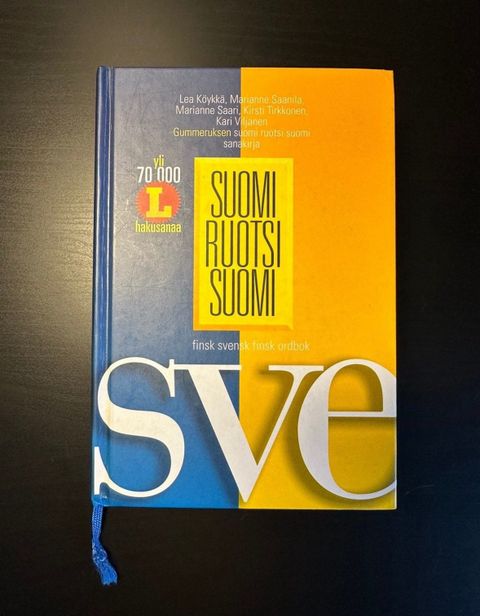 Lea Köykkä, Marianne Saanila,
Marianne Saari, Kirsti Tirkkonen,
Kari Viljanen
Gummeruksen suomi ruotsi suomi
sanakirja
yli
70 000
L
hakusanaa
SUOMI
RUOTSI
SUOMI
finsk svensk finsk ordbok
sve